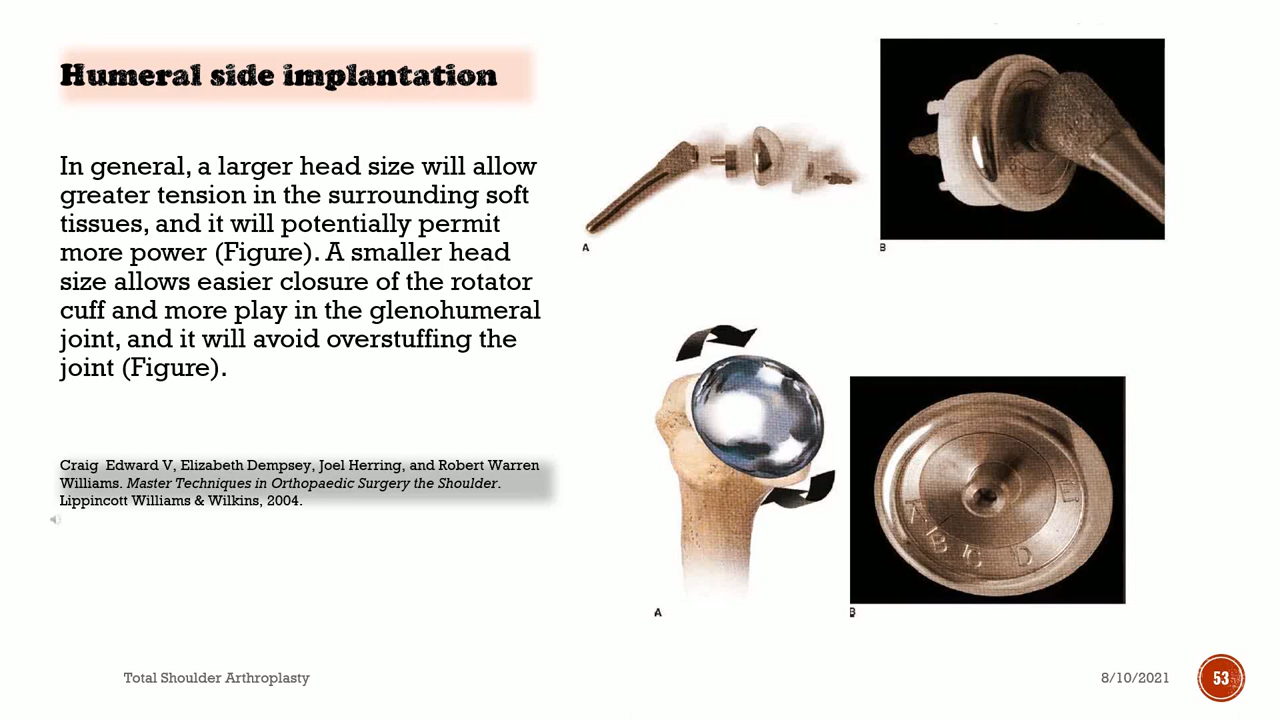 Humeral side implantation
In general, a larger head size will allow
greater tension in the surrounding soft
tissues, and it will potentially permit
more power (Figure). A smaller head
size allows easier closure of the rotator
cuff and more play in the glenohumeral
joint, and it will avoid overstuffing the
joint (Figure).
Craig Edward V, Elizabeth Dempsey, Joel Herring, and Robert Warren
Williams. Master Techniques in Orthopaedic Surgery the Shoulder.
Lippincott Williams & Wilkins, 2004.
A
B
A
B
A B C D E
Total Shoulder Arthroplasty
8/10/2021
53